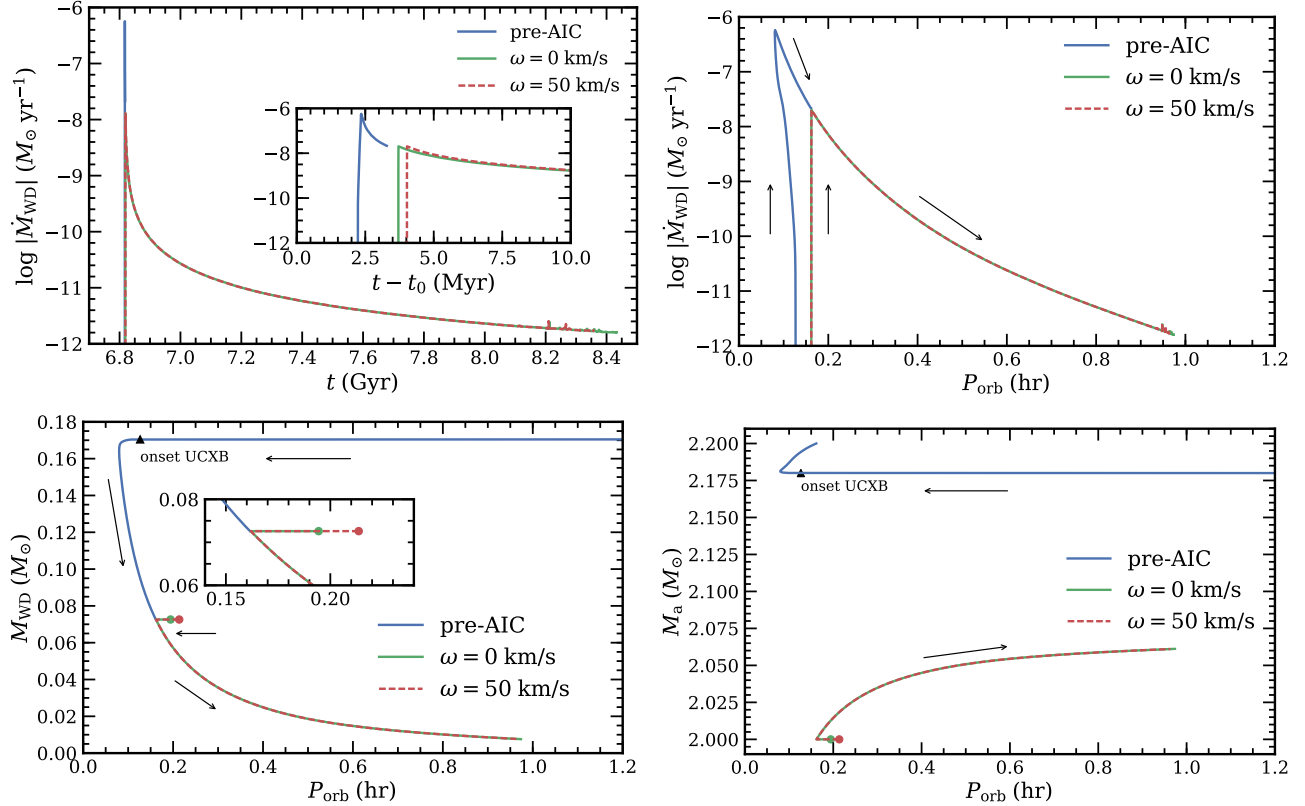 −6
−7
−8
−9
−10
−11
−12
log |Ṁ_WD| (M⊙ yr⁻¹)
pre-AIC
ω = 0 km/s
ω = 50 km/s
−6
−8
−10
−12
0.0 2.5 5.0 7.5 10.0
t − t₀ (Myr)
6.8 7.0 7.2 7.4 7.6 7.8 8.0 8.2 8.4
t (Gyr)
−6
−7
−8
−9
−10
−11
−12
log |Ṁ_WD| (M⊙ yr⁻¹)
pre-AIC
ω = 0 km/s
ω = 50 km/s
0.0 0.2 0.4 0.6 0.8 1.0 1.2
P_orb (hr)
0.18
0.16
0.14
0.12
0.10
0.08
0.06
0.04
0.02
0.00
M_WD (M⊙)
onset UCXB
0.08
0.06
0.15 0.20
pre-AIC
ω = 0 km/s
ω = 50 km/s
0.0 0.2 0.4 0.6 0.8 1.0 1.2
P_orb (hr)
2.200
2.175
2.150
2.125
2.100
2.075
2.050
2.025
2.000
M_a (M⊙)
onset UCXB
pre-AIC
ω = 0 km/s
ω = 50 km/s
0.0 0.2 0.4 0.6 0.8 1.0 1.2
P_orb (hr)